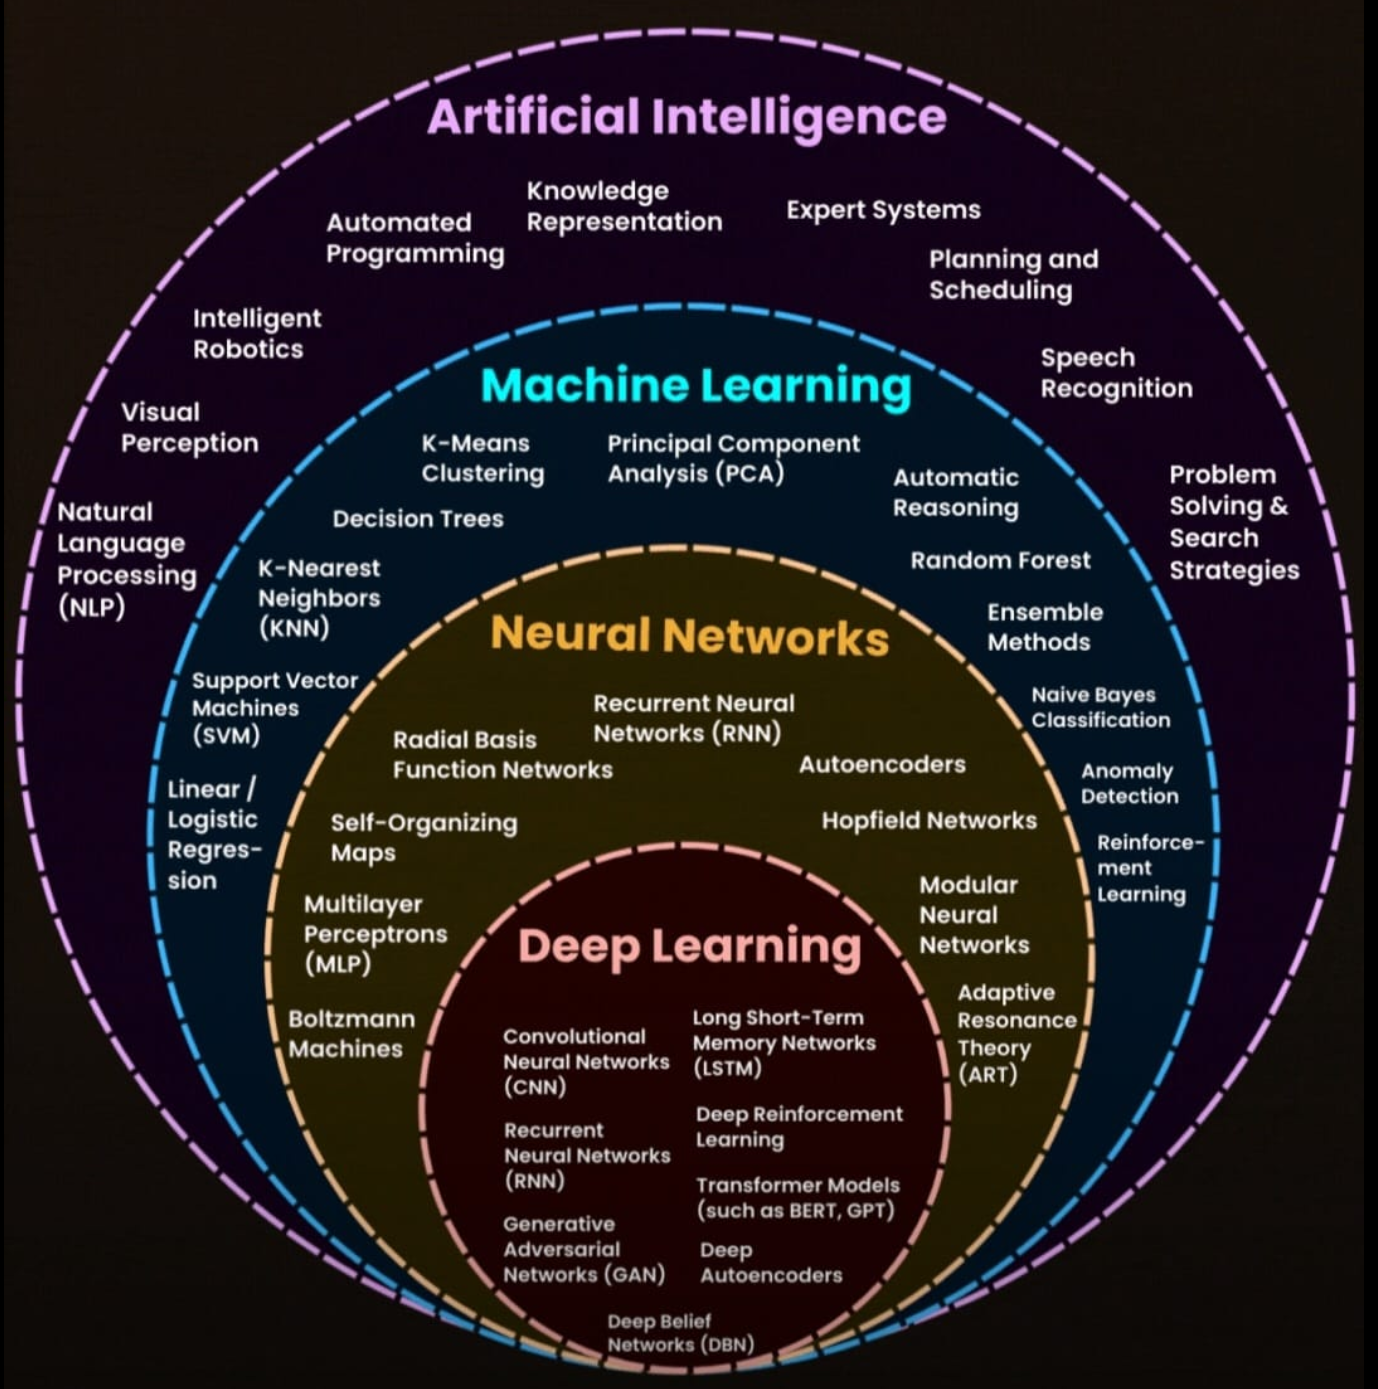 Artificial Intelligence
Knowledge
Representation
Expert Systems
Automated
Programming
Planning and
Scheduling
Intelligent
Robotics
Speech
Recognition
Visual
Perception
Problem
Solving &
Search
Strategies
Natural
Language
Processing
(NLP)
Machine Learning
K-Means
Clustering
Principal Component
Analysis (PCA)
Automatic
Reasoning
Decision Trees
Random Forest
K-Nearest
Neighbors
(KNN)
Ensemble
Methods
Support Vector
Machines
(SVM)
Naive Bayes
Classification
Linear /
Logistic
Regres-
sion
Anomaly
Detection
Reinforce-
ment
Learning
Neural Networks
Recurrent Neural
Networks (RNN)
Radial Basis
Function Networks
Autoencoders
Self-Organizing
Maps
Hopfield Networks
Multilayer
Perceptrons
(MLP)
Modular
Neural
Networks
Boltzmann
Machines
Adaptive
Resonance
Theory
(ART)
Deep Learning
Convolutional
Neural Networks
(CNN)
Long Short-Term
Memory Networks
(LSTM)
Recurrent
Neural Networks
(RNN)
Deep Reinforcement
Learning
Generative
Adversarial
Networks (GAN)
Transformer Models
(such as BERT, GPT)
Deep
Autoencoders
Deep Belief
Networks (DBN)